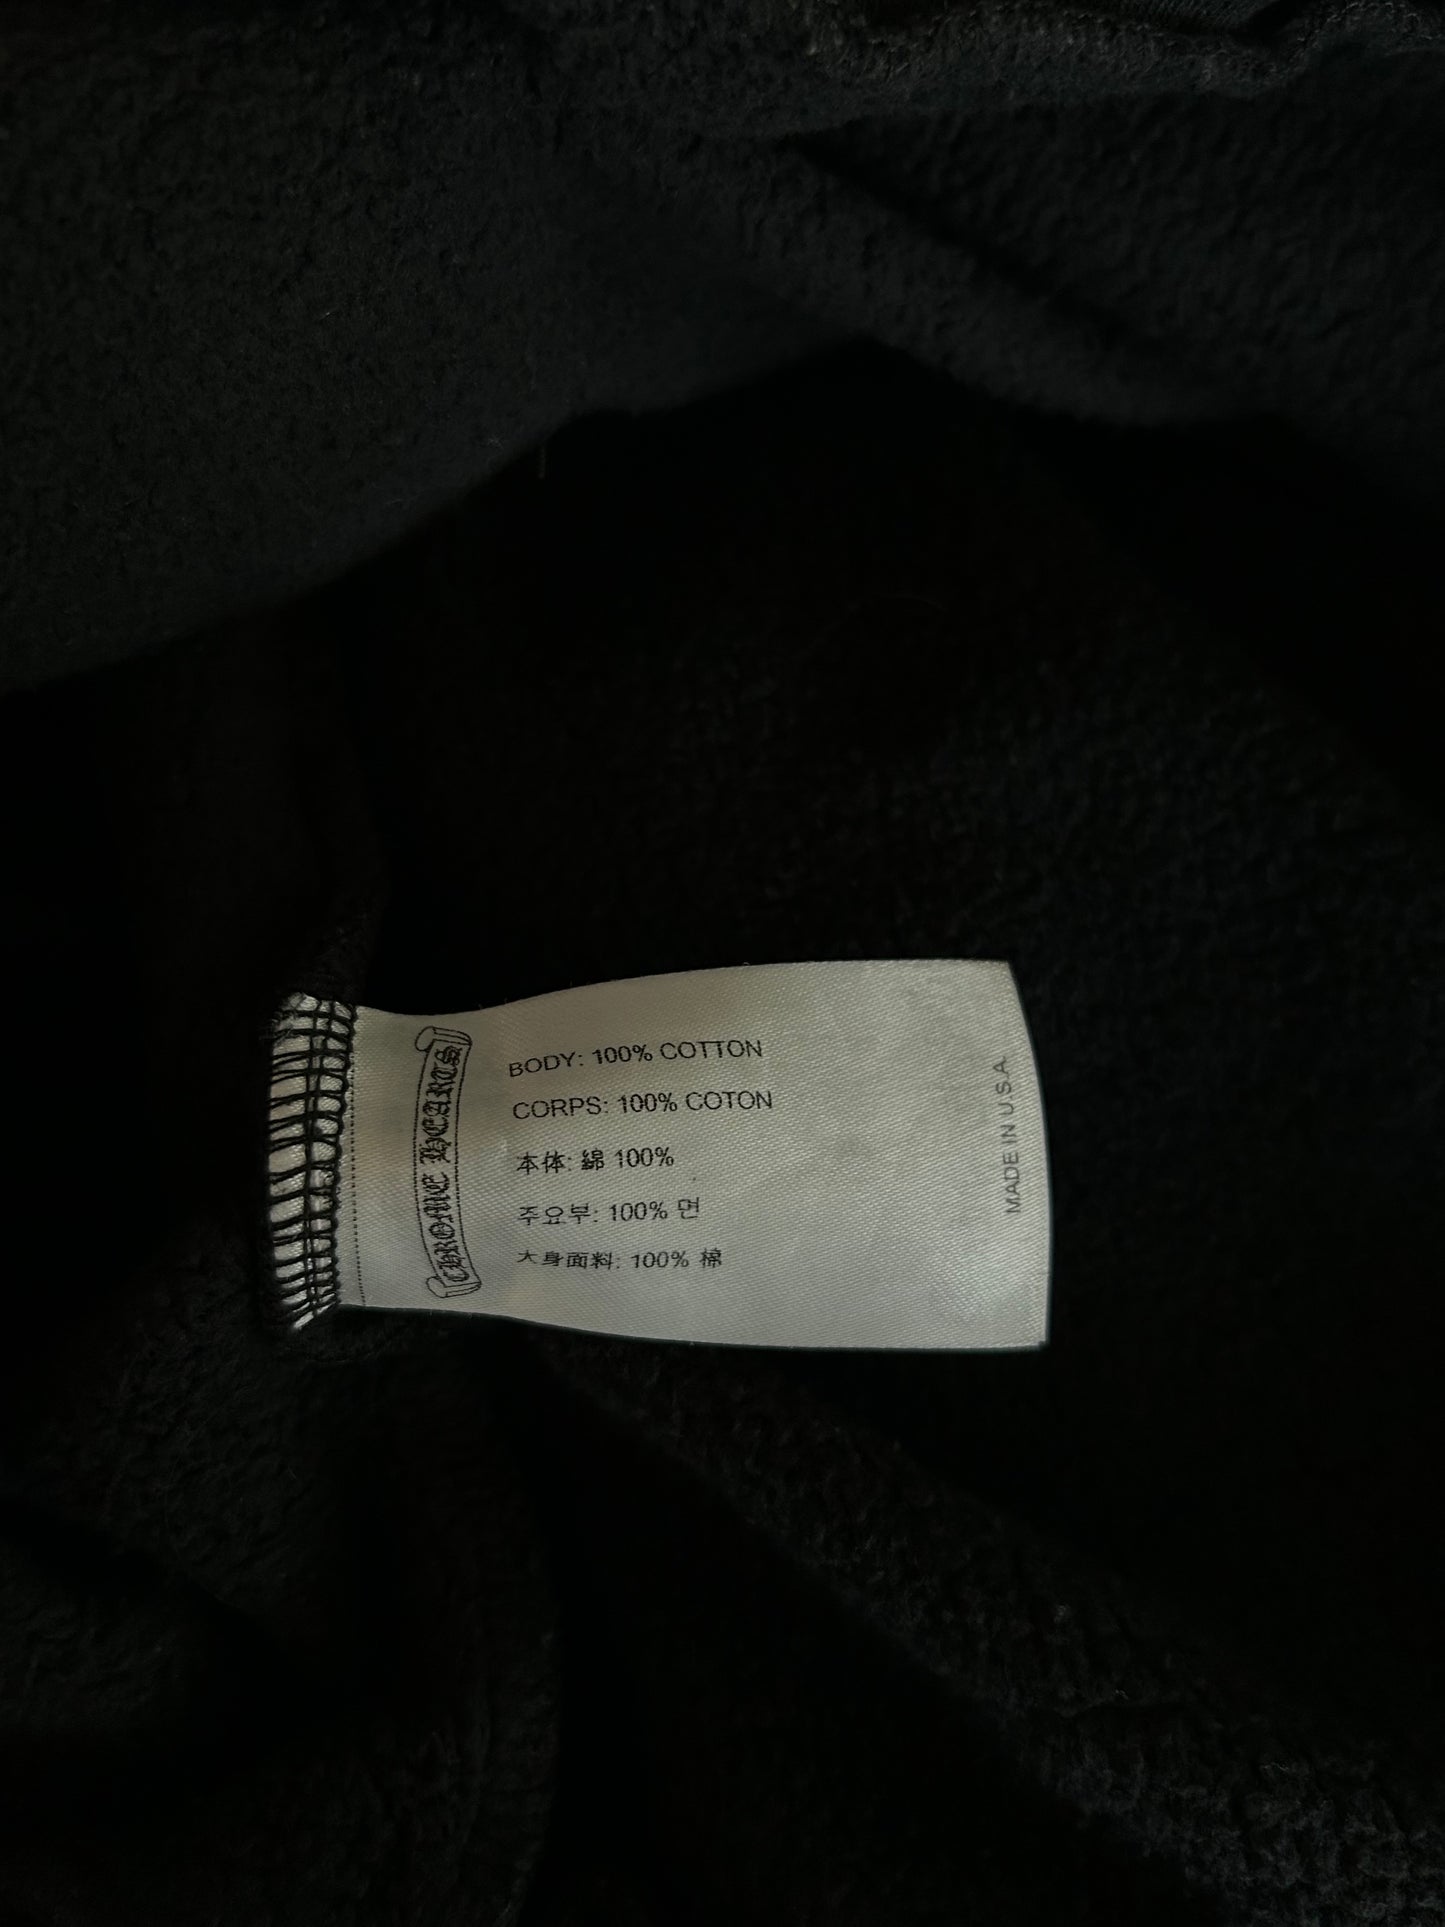 CHROME HEARTS
BODY: 100% COTTON
CORPS: 100% COTON
本体: 綿 100%
주요부: 100% 면
大身面料: 100% 棉
MADE IN U.S.A.